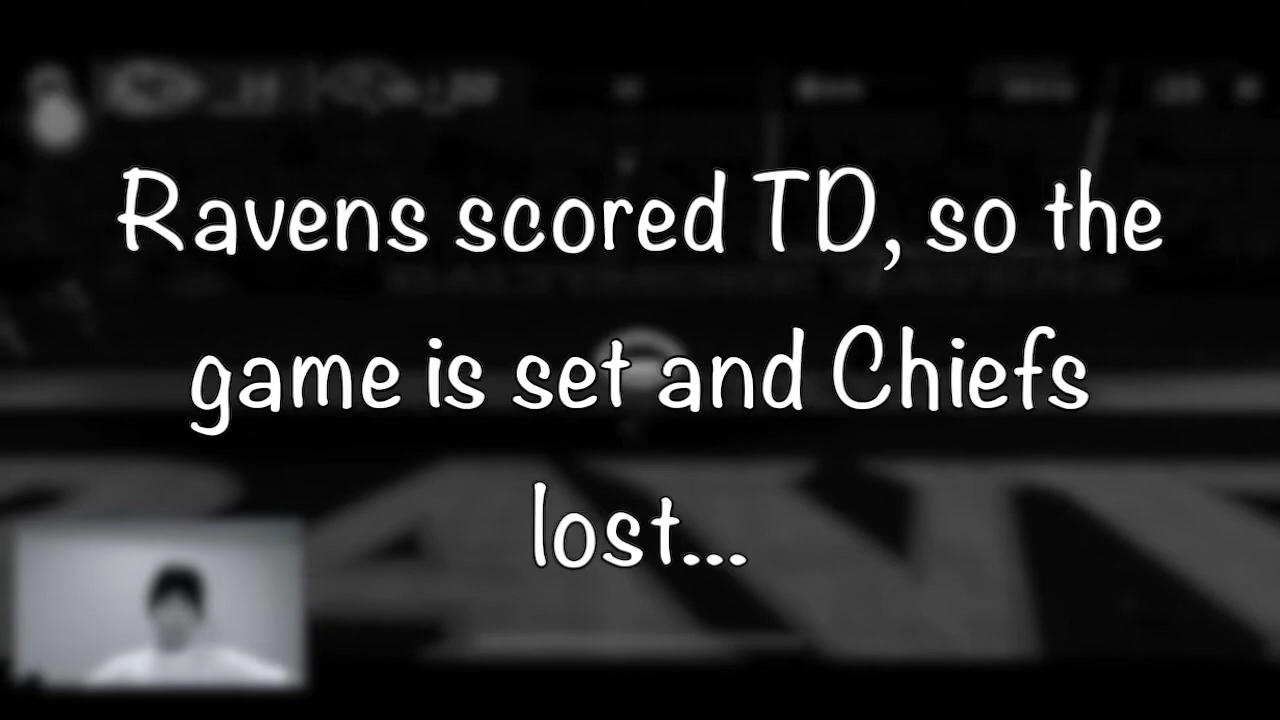 Ravens scored TD, so the
game is set and Chiefs
lost...